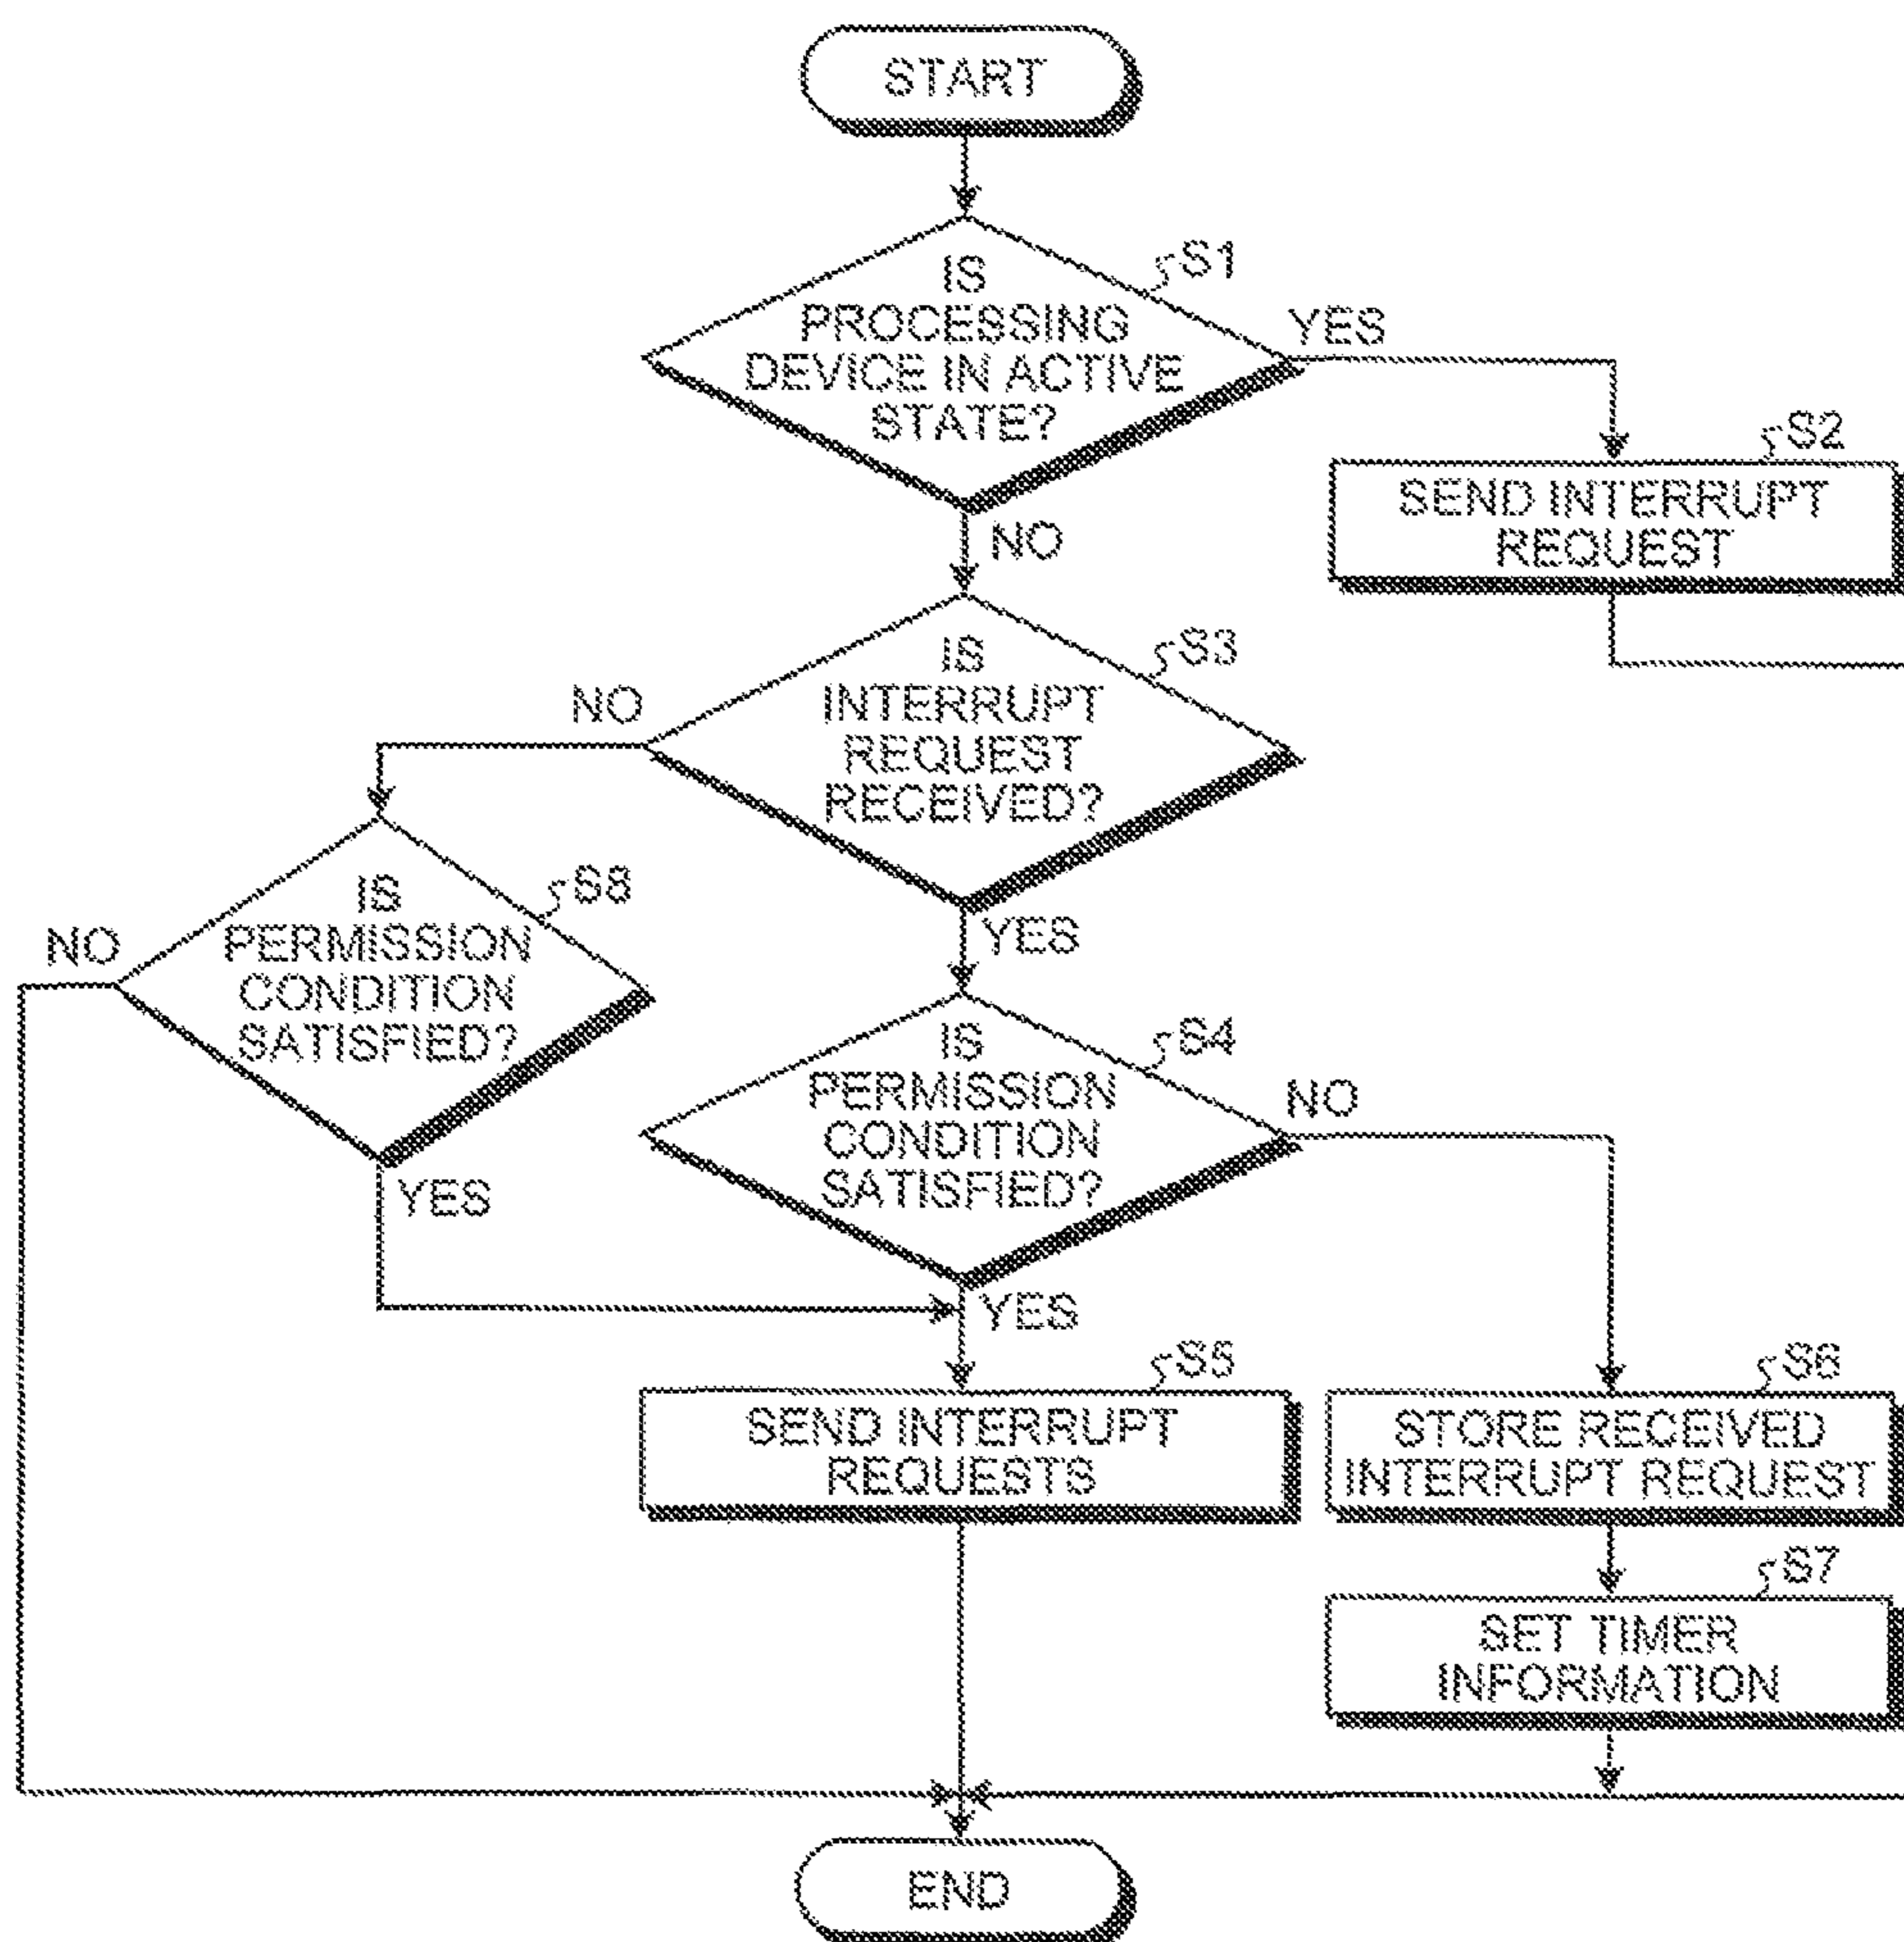 START
IS
PROCESSING
DEVICE IN ACTIVE
STATE?
S1
YES
NO
S2
SEND INTERRUPT
REQUEST
IS
INTERRUPT
REQUEST
RECEIVED?
S3
NO
YES
IS
PERMISSION
CONDITION
SATISFIED?
S8
NO
YES
IS
PERMISSION
CONDITION
SATISFIED?
S4
NO
YES
S5
SEND INTERRUPT
REQUESTS
S6
STORE RECEIVED
INTERRUPT REQUEST
S7
SET TIMER
INFORMATION
END